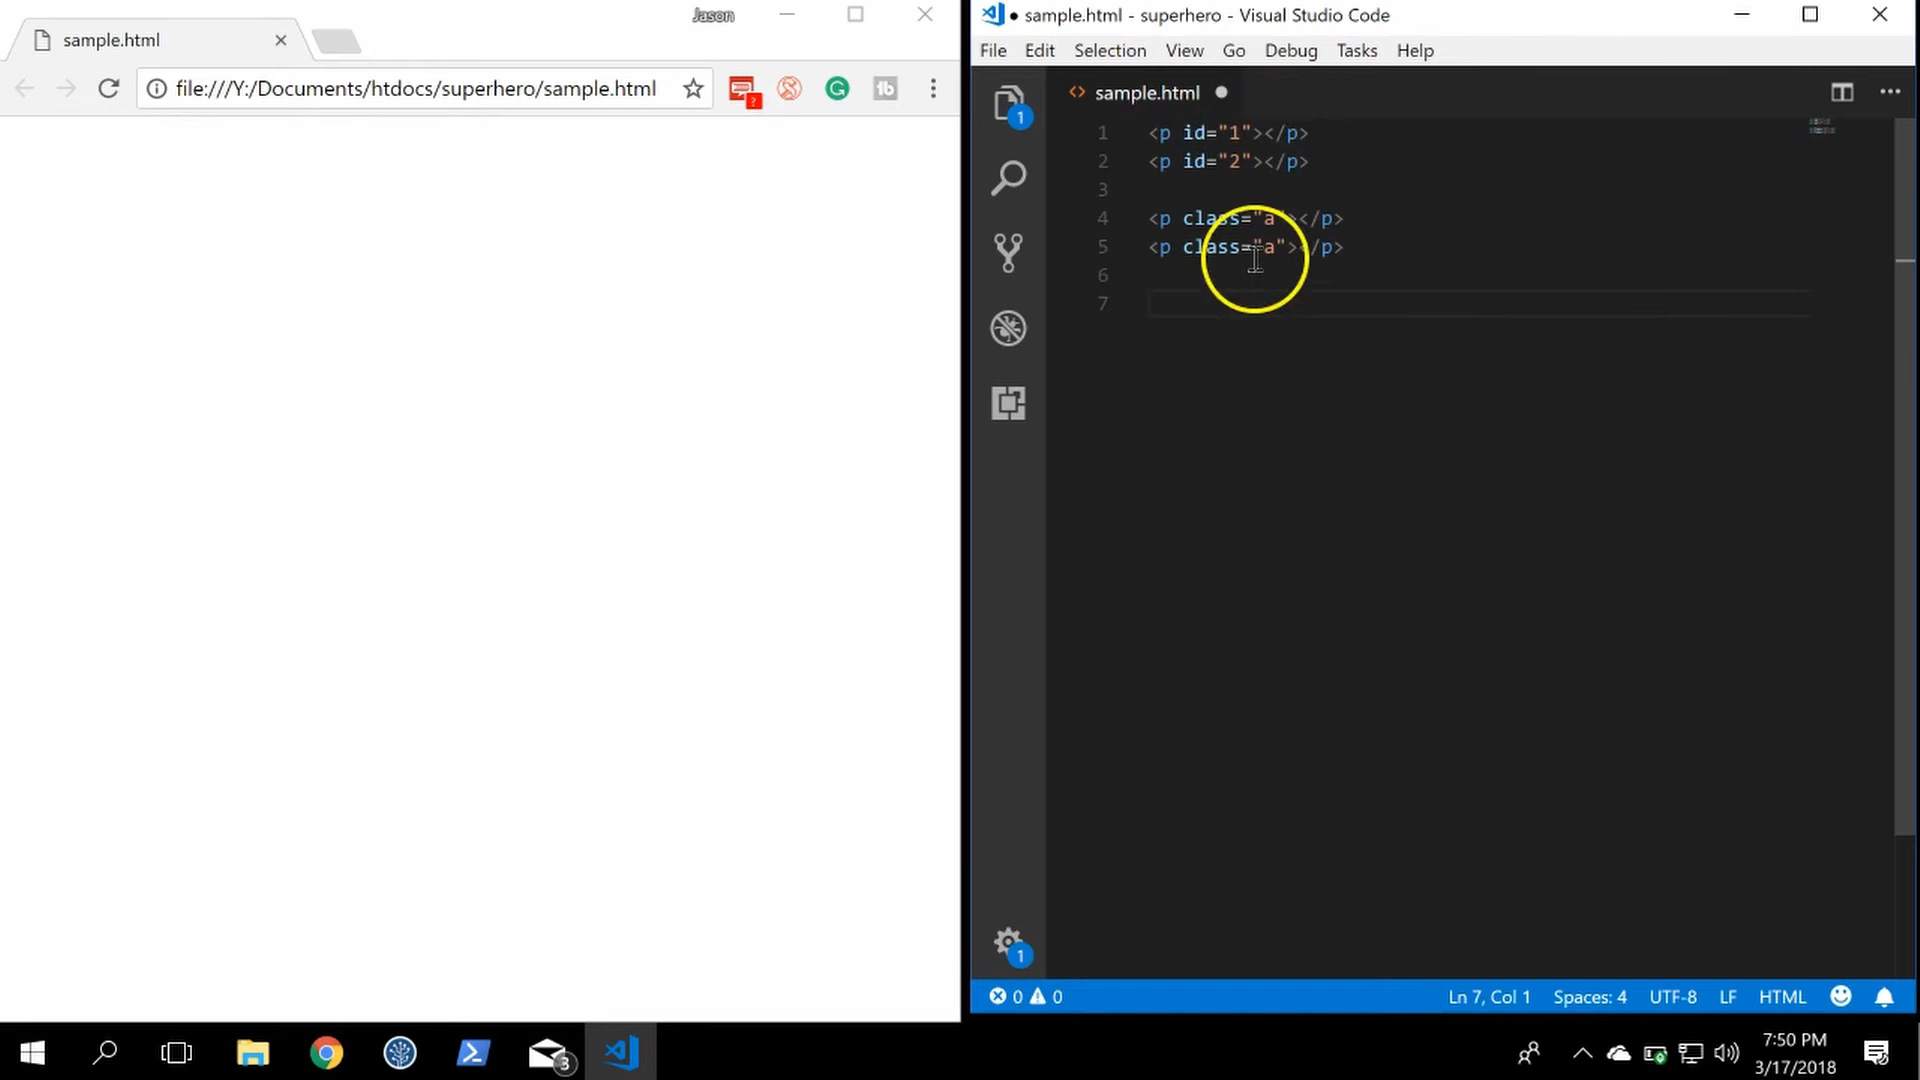 Jason
sample.html
file:///Y:/Documents/htdocs/superhero/sample.html
?
tb
sample.html - superhero - Visual Studio Code
File Edit Selection View Go Debug Tasks Help
sample.html
1 <p id="1"></p>
2 <p id="2"></p>
3
4 <p class="a"></p>
5 <p class="a"></p>
6
7
1
1
0 0
Ln 7, Col 1 Spaces: 4 UTF-8 LF HTML
3
7:50 PM
3/17/2018